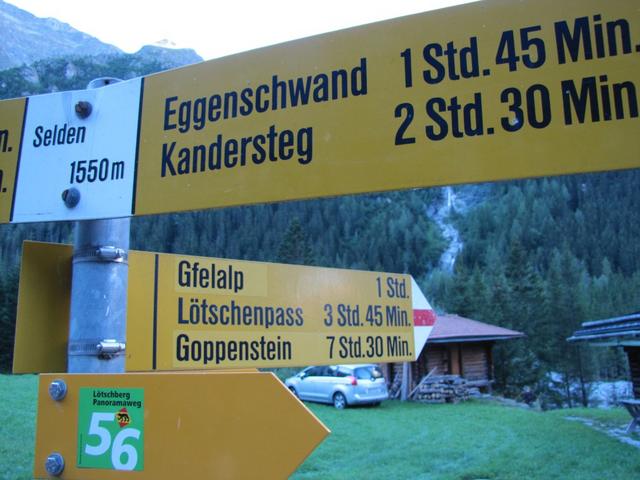 Selden
1550m
Eggenschwand 1 Std. 45 Min.
Kandersteg 2 Std. 30 Min
n.
.
Gfelalp 1 Std.
Lötschenpass 3 Std. 45 Min.
Goppenstein 7 Std. 30 Min.
Lötschberg
Panoramaweg
56